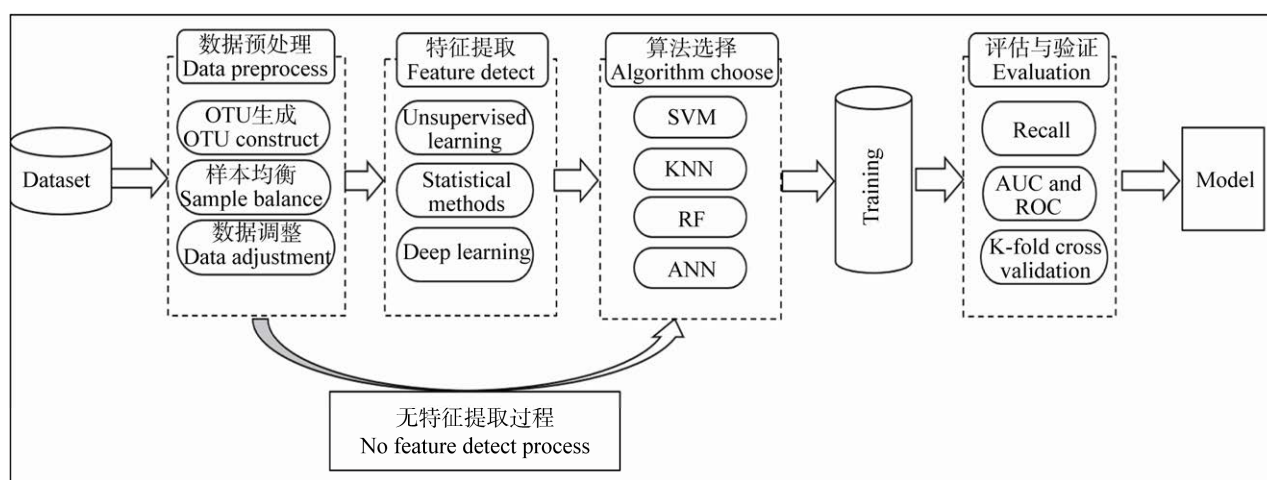 Dataset
数据预处理
Data preprocess
OTU生成
OTU construct
样本均衡
Sample balance
数据调整
Data adjustment
特征提取
Feature detect
Unsupervised
learning
Statistical
methods
Deep learning
算法选择
Algorithm choose
SVM
KNN
RF
ANN
Training
评估与验证
Evaluation
Recall
AUC and
ROC
K-fold cross
validation
Model
无特征提取过程
No feature detect process